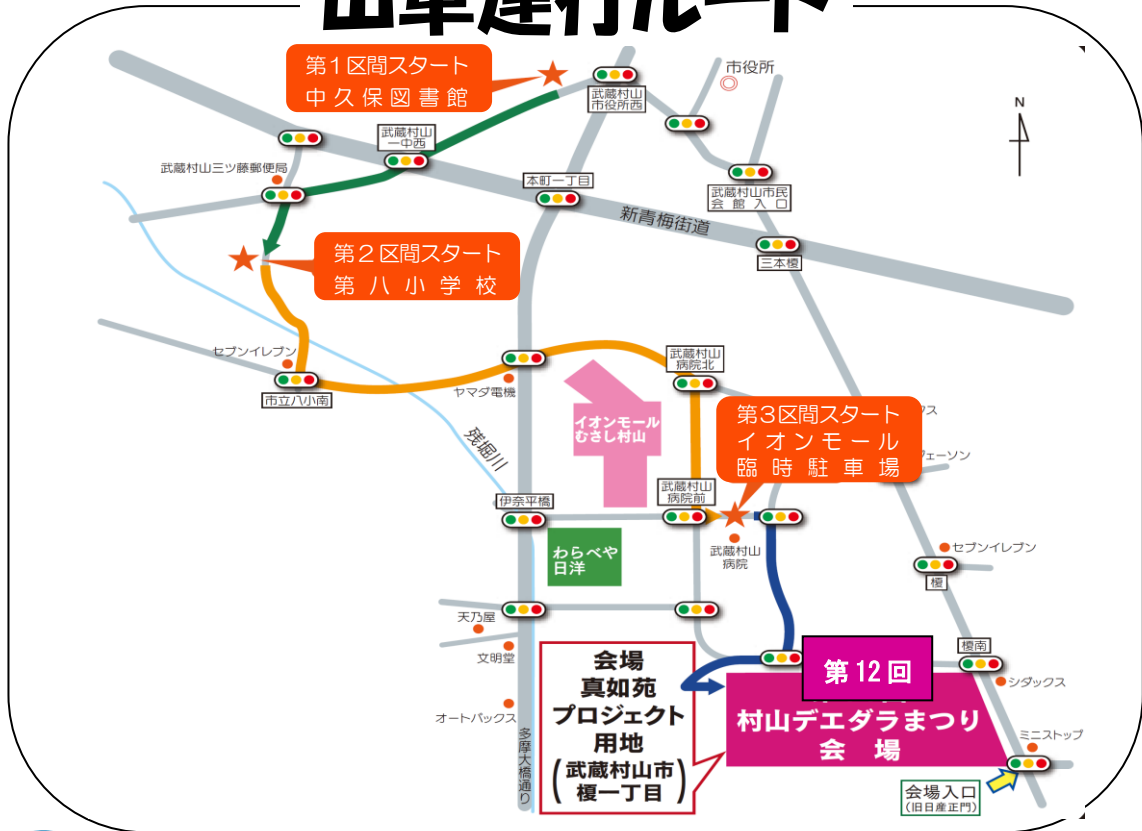 山車運行ルート
第1区間スタート
中久保図書館
市役所
武蔵村山
市役所西
N
武蔵村山
一中西
武蔵村山三ツ藤郵便局
本町一丁目
武蔵村山市民
会館入口
新青梅街道
三本榎
第2区間スタート
第八小学校
セブンイレブン
市立八小南
ヤマダ電機
武蔵村山
病院北
イオンモール
むさし村山
第3区間スタート
イオンモール
臨時駐車場
残堀川
伊奈平橋
武蔵村山
病院前
わらべや
日洋
武蔵村山
病院
セブンイレブン
榎
天乃屋
文明堂
オートバックス
多摩大橋通り
会場
真如苑
プロジェクト
用地
(武蔵村山市
榎一丁目)
第12回
村山デエダラまつり
会場
榎南
シダックス
ミニストップ
会場入口
(旧日産正門)